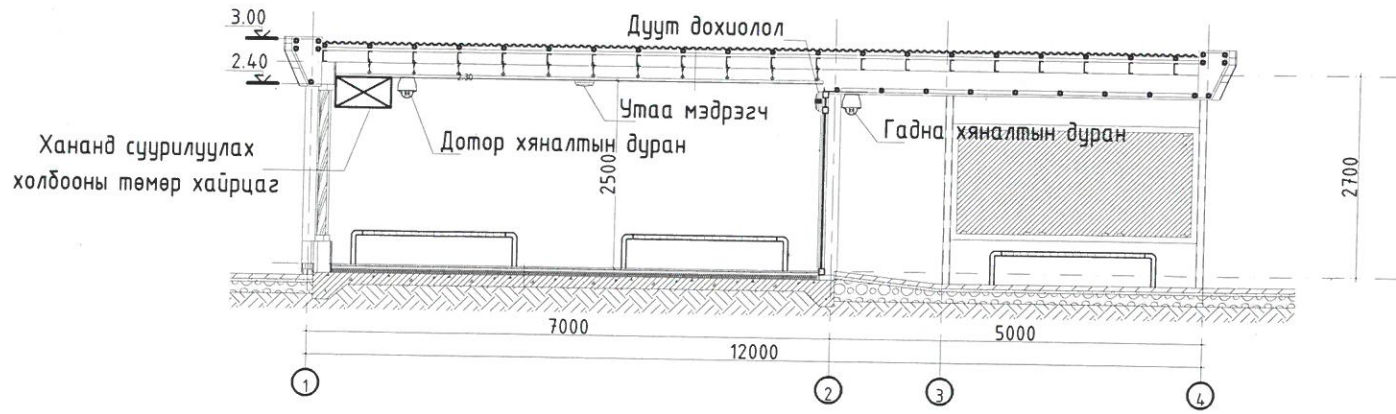 3.00
Дуут дохиолол
2.40
2.30
Утаа мэдрэгч
Гадна хяналтын дуран
Дотор хяналтын дуран
Хананд суурилуулах
холбооны төмөр хайрцаг
2500
2700
7000
5000
12000
1
2
3
4